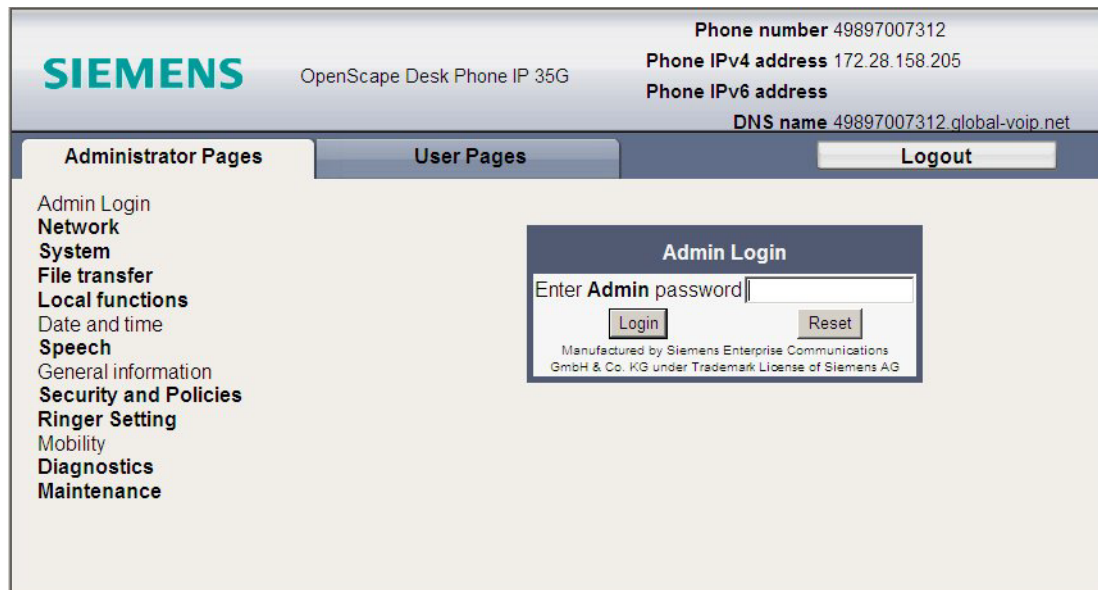 SIEMENS
OpenScape Desk Phone IP 35G
Phone number 49897007312
Phone IPv4 address 172.28.158.205
Phone IPv6 address
DNS name 49897007312.global-voip.net
Administrator Pages
User Pages
Logout
Admin Login
Network
System
File transfer
Local functions
Date and time
Speech
General information
Security and Policies
Ringer Setting
Mobility
Diagnostics
Maintenance
Admin Login
Enter Admin password
Login
Reset
Manufactured by Siemens Enterprise Communications
GmbH & Co. KG under Trademark License of Siemens AG